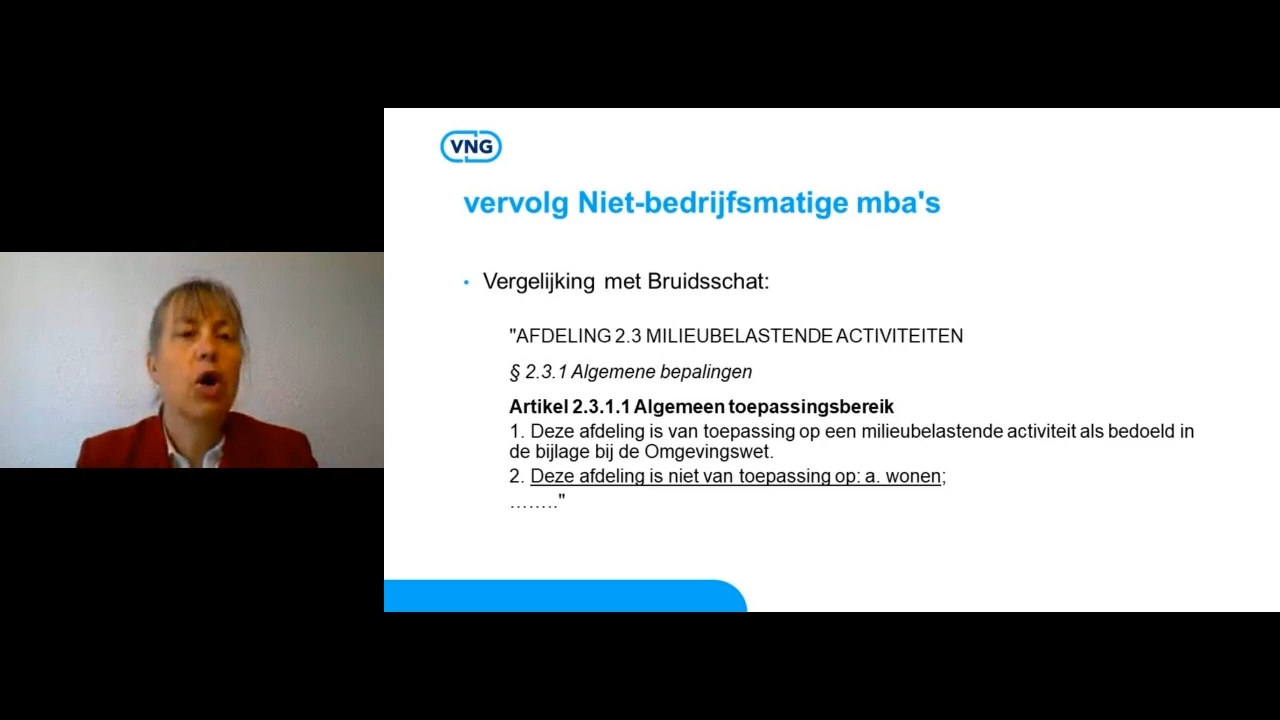 VNG
vervolg Niet-bedrijfsmatige mba's
• Vergelijking met Bruidsschat:
"AFDELING 2.3 MILIEUBELASTENDE ACTIVITEITEN
§ 2.3.1 Algemene bepalingen
Artikel 2.3.1.1 Algemeen toepassingsbereik
1. Deze afdeling is van toepassing op een milieubelastende activiteit als bedoeld in
de bijlage bij de Omgevingswet.
2. Deze afdeling is niet van toepassing op: a. wonen;
…….."